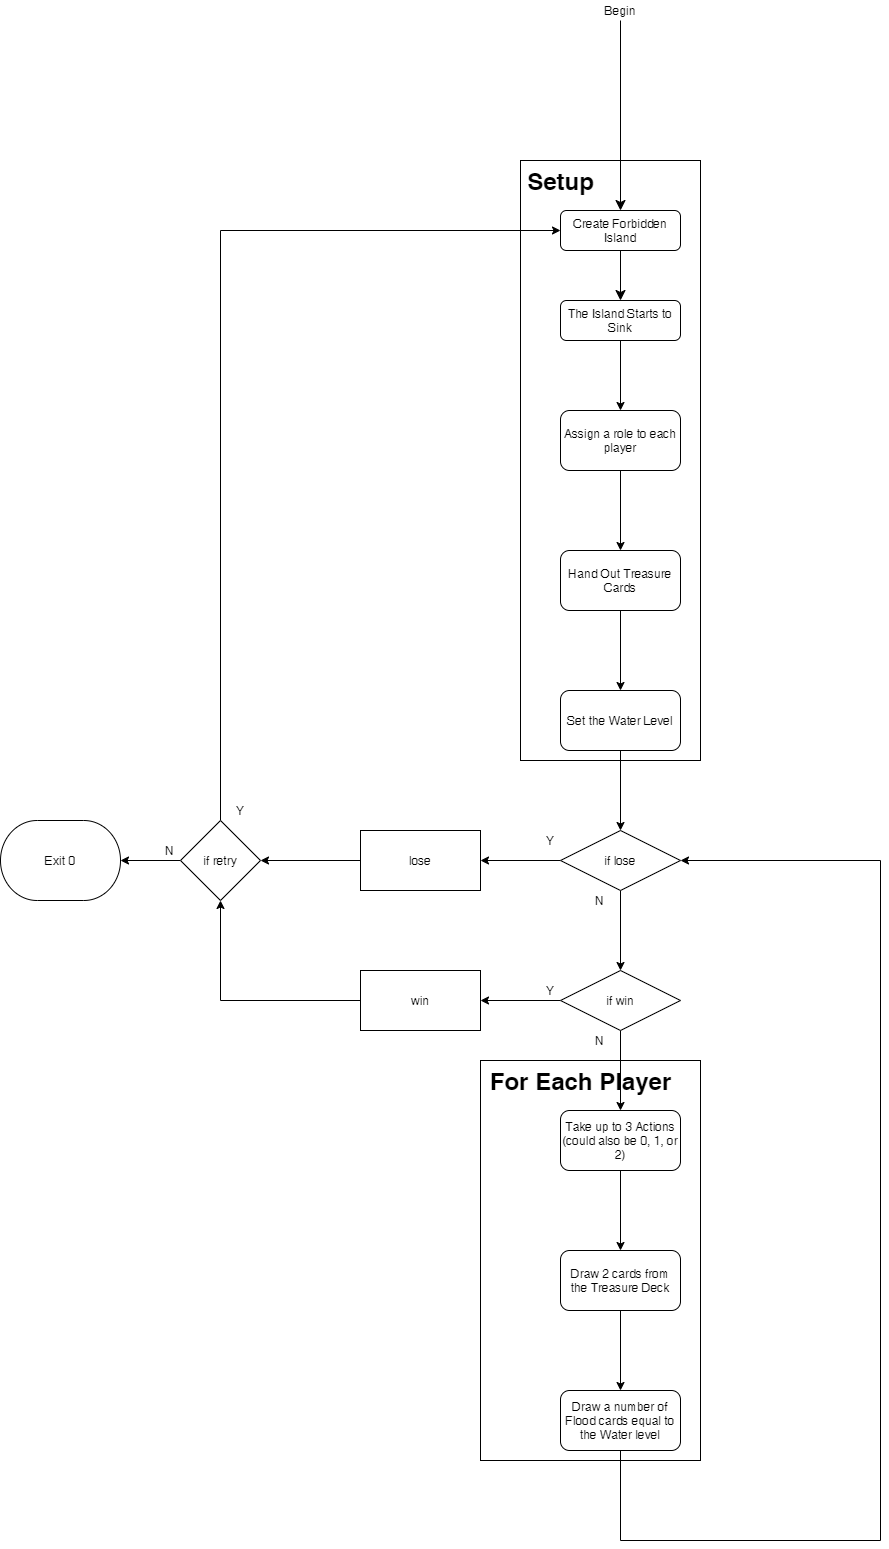 Begin
Setup
Create Forbidden
Island
The Island Starts to
Sink
Assign a role to each
player
Hand Out Treasure
Cards
Set the Water Level
Y
Y
N
Exit 0
if retry
lose
if lose
N
Y
win
if win
N
For Each Player
Take up to 3 Actions
(could also be 0, 1, or
2)
Draw 2 cards from
the Treasure Deck
Draw a number of
Flood cards equal to
the Water level